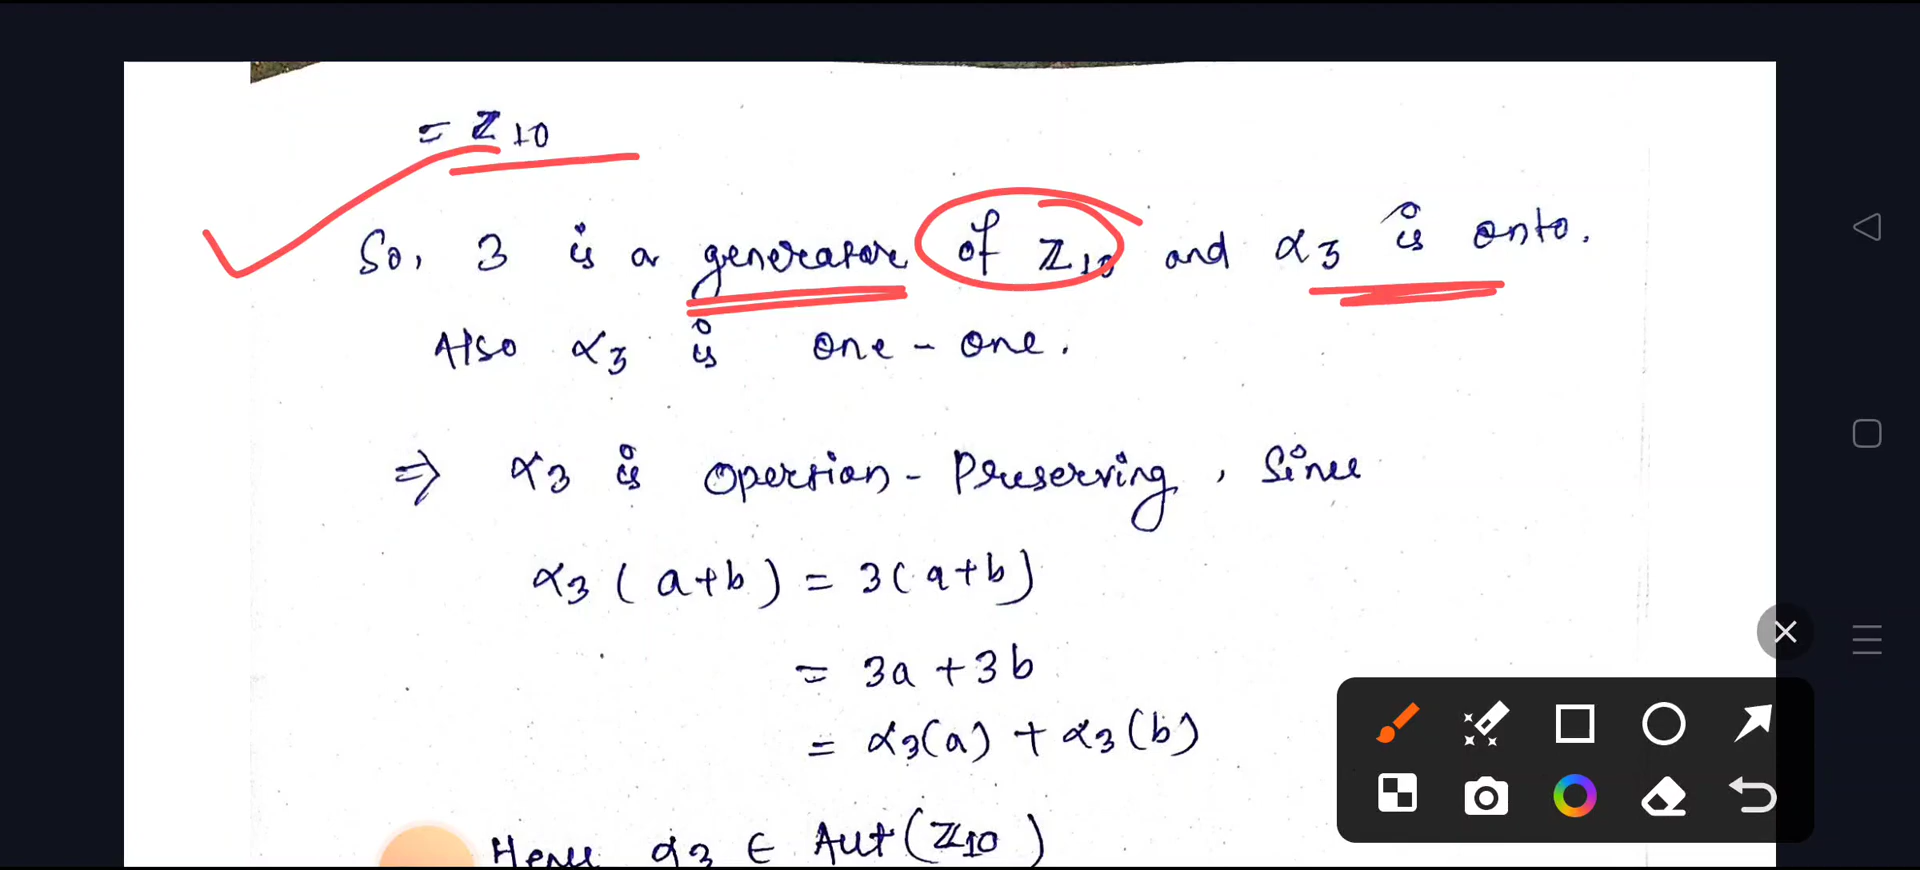 = ℤ10
So, 3 is a generator of ℤ10 and α3 is onto.
Also α3 is one - one.
⇒ α3 is Opertion - Preserving, Since
α3 ( a+b ) = 3( a+b )
= 3a + 3b
= α3(a) + α3(b)
Hence α3 ∈ Aut(ℤ10)